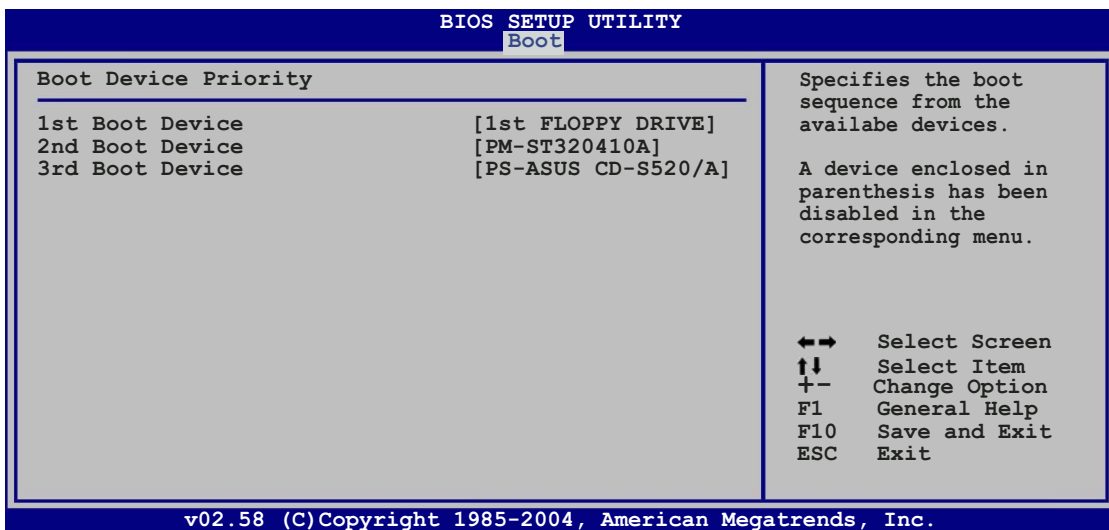 BIOS SETUP UTILITY
Boot
Boot Device Priority
1st Boot Device [1st FLOPPY DRIVE]
2nd Boot Device [PM-ST320410A]
3rd Boot Device [PS-ASUS CD-S520/A]
Specifies the boot
sequence from the
availabe devices.
A device enclosed in
parenthesis has been
disabled in the
corresponding menu.
←→ Select Screen
↑↓ Select Item
+- Change Option
F1 General Help
F10 Save and Exit
ESC Exit
v02.58 (C)Copyright 1985-2004, American Megatrends, Inc.